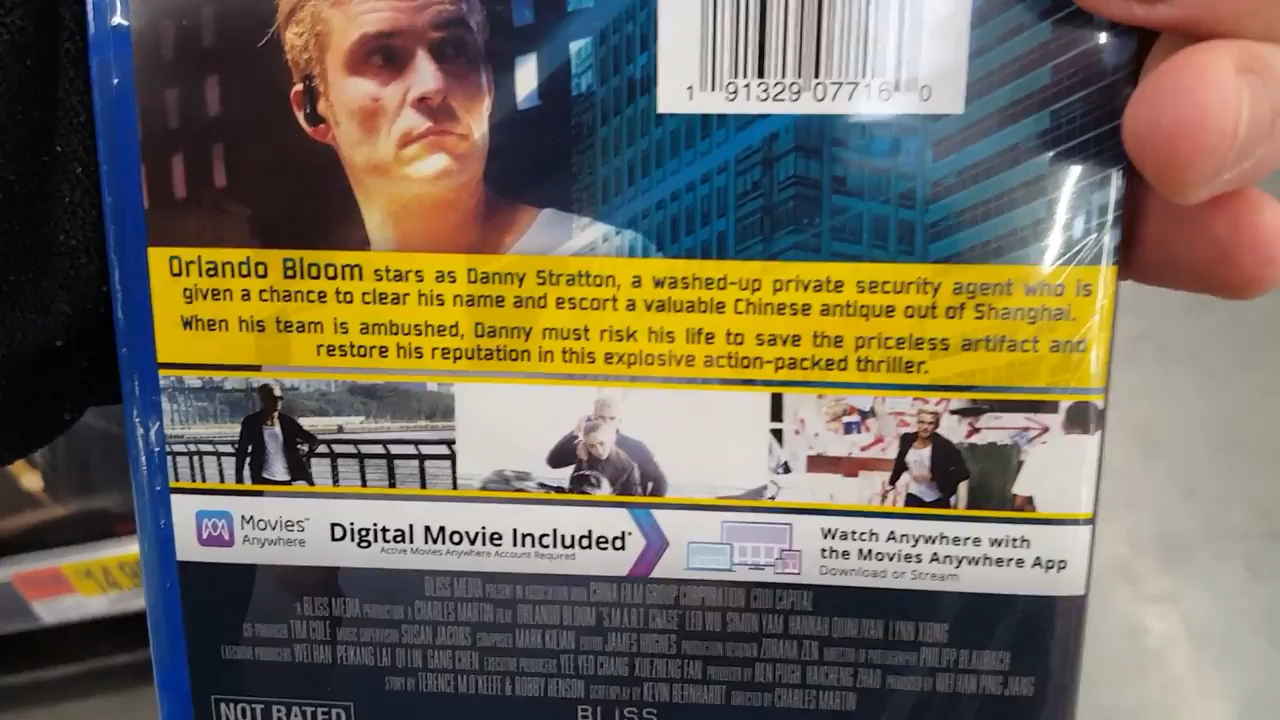 1 91329 07716 0
Orlando Bloom stars as Danny Stratton, a washed-up private security agent who is
given a chance to clear his name and escort a valuable Chinese antique out of Shanghai.
When his team is ambushed, Danny must risk his life to save the priceless artifact and
restore his reputation in this explosive action-packed thriller.
Movies™
Anywhere
Digital Movie Included*
Active Movies Anywhere Account Required
Watch Anywhere with
the Movies Anywhere App
Download or Stream
14.9
BLISS MEDIA PRESENT IN ASSOCIATION WITH CHINA FILM GROUP CORPORATION CODI CAPITAL
A BLISS MEDIA PRODUCTION A CHARLES MARTIN FILM ORLANDO BLOOM "S.M.A.R.T. CHASE" LEO WU SIMON YAM HANNAH QUINLIVAN LYNN XIONG
CO-PRODUCER TIM COLE MUSIC SUPERVISOR SUSAN JACOBS COMPOSER MARK KILIAN EDITOR JAMES HUGHES PRODUCTION DESIGNER ZIMANA ZEN DIRECTOR OF PHOTOGRAPHY PHILIPP BLAUBACH
EXECUTIVE PRODUCERS WEI HAN PEIKANG LAI QI LIN GANG CHEN EXECUTIVE PRODUCERS YEE YEO CHANG XUEZHENG FAN PRODUCED BY BEN PUGH HAICHENG ZHAO PRODUCED BY WEI HAN PING JIANG
STORY BY TERENCE M.O'KEEFE & ROBBY HENSON SCREENPLAY BY KEVIN BERNHARDT DIRECTED BY CHARLES MARTIN
NOT RATED
BLISS